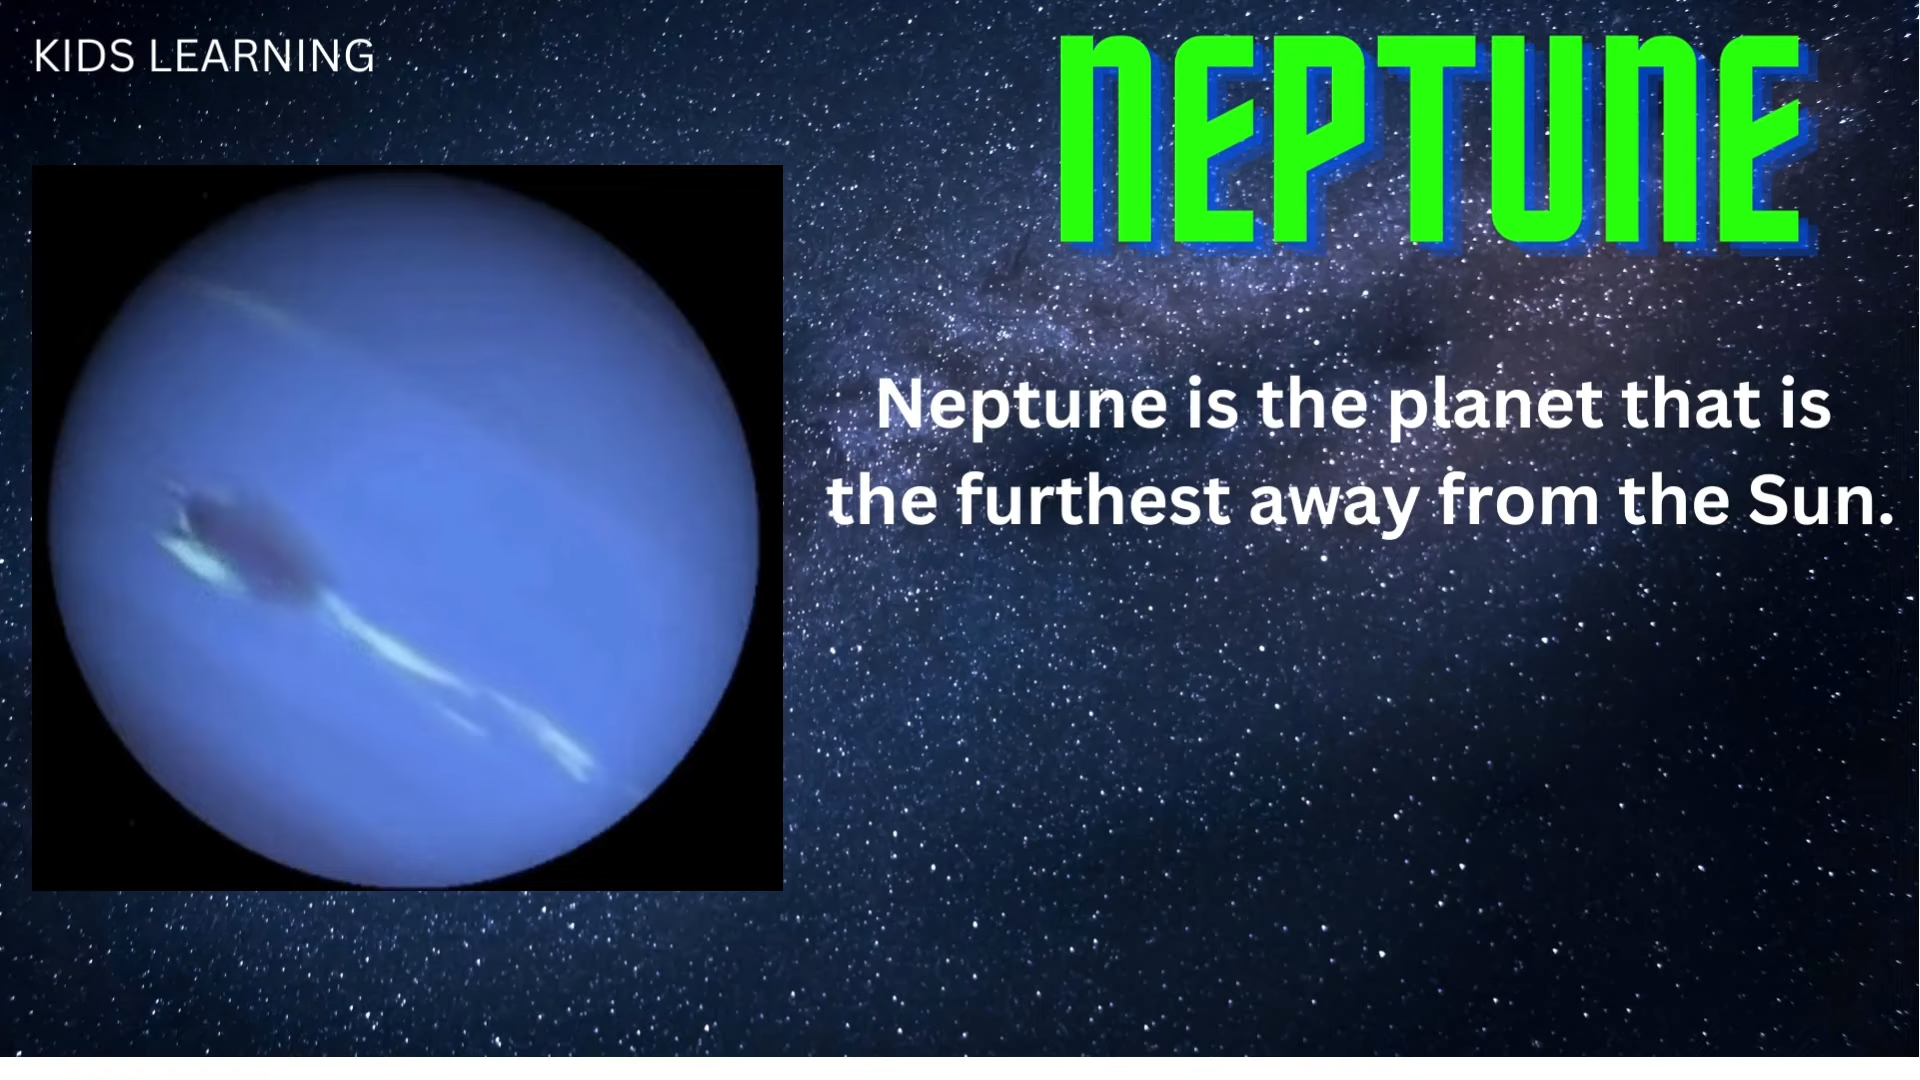 KIDS LEARNING
NEPTUNE
Neptune is the planet that is
the furthest away from the Sun.